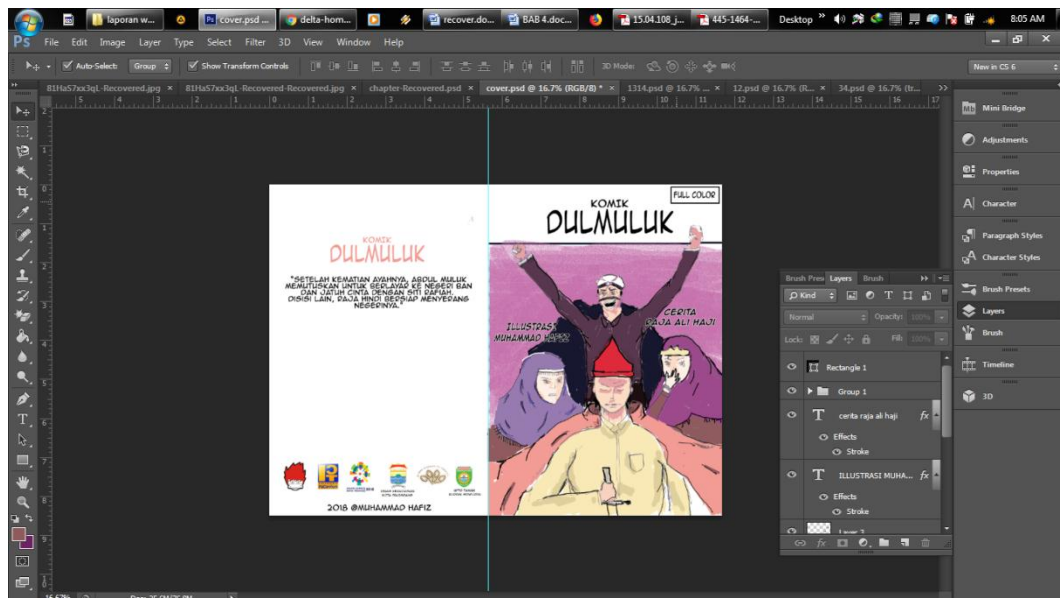 laporan w...
cover.psd ...
delta-hom...
recover.do...
BAB 4.doc...
15.04.108_j...
445-1464-...
Desktop
8:05 AM
Ps File Edit Image Layer Type Select Filter 3D View Window Help
Auto-Select: Group Show Transform Controls 3D Mode: New in CS 6
81HaS7xx3qL-Recovered.jpg × 81HaS7xx3qL-Recovered-Recovered.jpg × chapter-Recovered.psd × cover.psd @ 16.7% (RGB/8) * × 1314.psd @ 16.7% ... × 12.psd @ 16.7% (R... × 34.psd @ 16.7% (tr...
Mini Bridge
Adjustments
Properties
Character
Paragraph Styles
Character Styles
Brush Presets
Layers
Brush
Timeline
3D
FULL COLOR
KOMIK
DULMULUK
CERITA
RAJA ALI HAJI
ILLUSTRASI
MUHAMMAD HAFIZ
KOMIK
DULMULUK
"SETELAH KEMATIAN AYAHNYA, ABDUL MULUK
MEMUTUSKAN UNTUK BERLAYAR KE NEGERI BAN
DAN JATUH CINTA DENGAN SITI RAFIAH.
DISISI LAIN, RAJA HINDI BERSIAP MENYERANG
NEGERINYA."
2018 @MUHAMMAD HAFIZ
Brush Pres Layers Brush
Kind
Normal Opacity: 100%
Lock: Fill: 100%
Rectangle 1
Group 1
cerita raja ali haji fx
Effects
Stroke
ILLUSTRASI MUHA... fx
Effects
Stroke